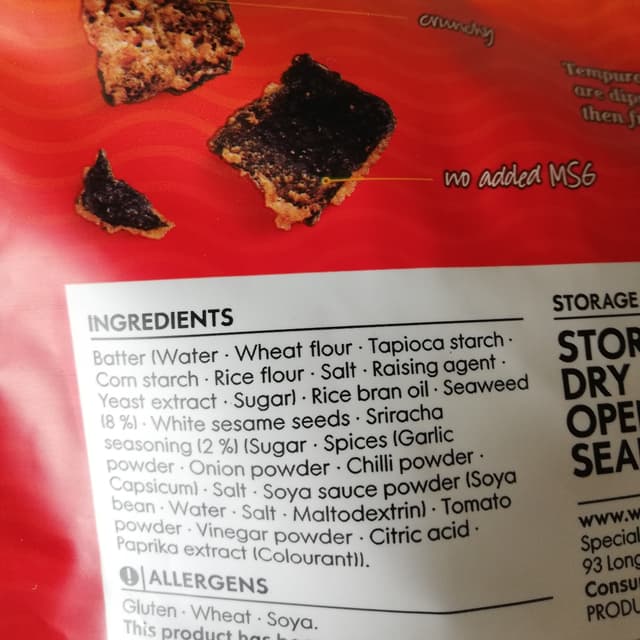 crunchy
Tempura
are dip
then f
no added MSG
INGREDIENTS
Batter (Water · Wheat flour · Tapioca starch ·
Corn starch · Rice flour · Salt · Raising agent ·
Yeast extract · Sugar) · Rice bran oil · Seaweed
(8 %) · White sesame seeds · Sriracha
seasoning (2 %) (Sugar · Spices (Garlic
powder · Onion powder · Chilli powder ·
Capsicum) · Salt · Soya sauce powder (Soya
bean · Water · Salt · Maltodextrin) · Tomato
powder · Vinegar powder · Citric acid ·
Paprika extract (Colourant)).
ALLERGENS
Gluten · Wheat · Soya.
This product has
STORAGE
STOR
DRY
OPE
SEA
www.w
Special
93 Long
Consu
PRODU